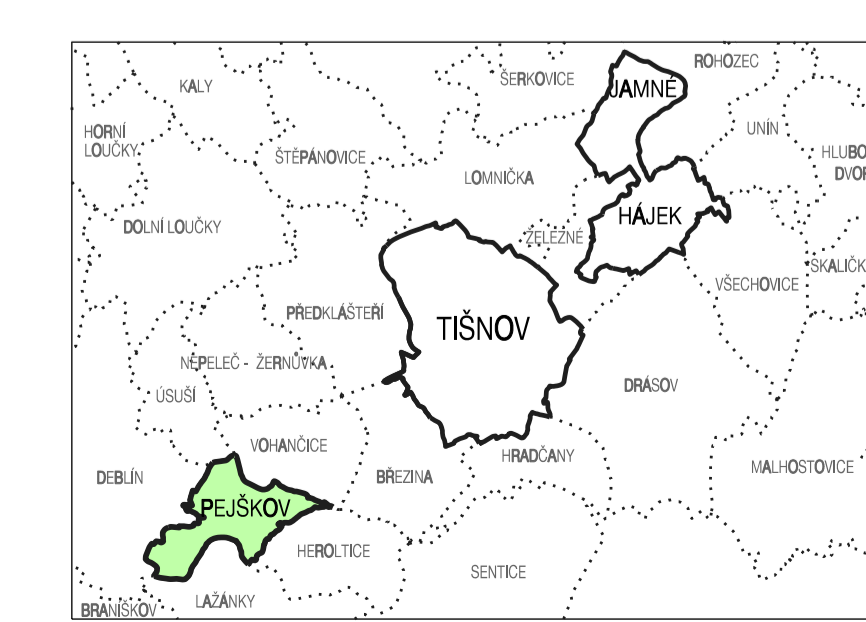 ROHOZEC
ŠERKOVICE
KALY
JAMNÉ
HORNÍ
LOUČKY
UNÍN
ŠTĚPÁNOVICE
HLUBO
DVOR
LOMNIČKA
HÁJEK
DOLNÍ LOUČKY
ŽELEZNÉ
SKALIČK
VŠECHOVICE
PŘEDKLÁŠTEŘÍ
TIŠNOV
NEPELEČ - ŽERNŮVKA
DRÁSOV
ÚSUŠÍ
VOHANČICE
HRADČANY
MALHOSTOVICE
DEBLÍN
BŘEZINA
PEJŠKOV
HEROLTICE
SENTICE
LAŽÁNKY
BRANIŠKOV